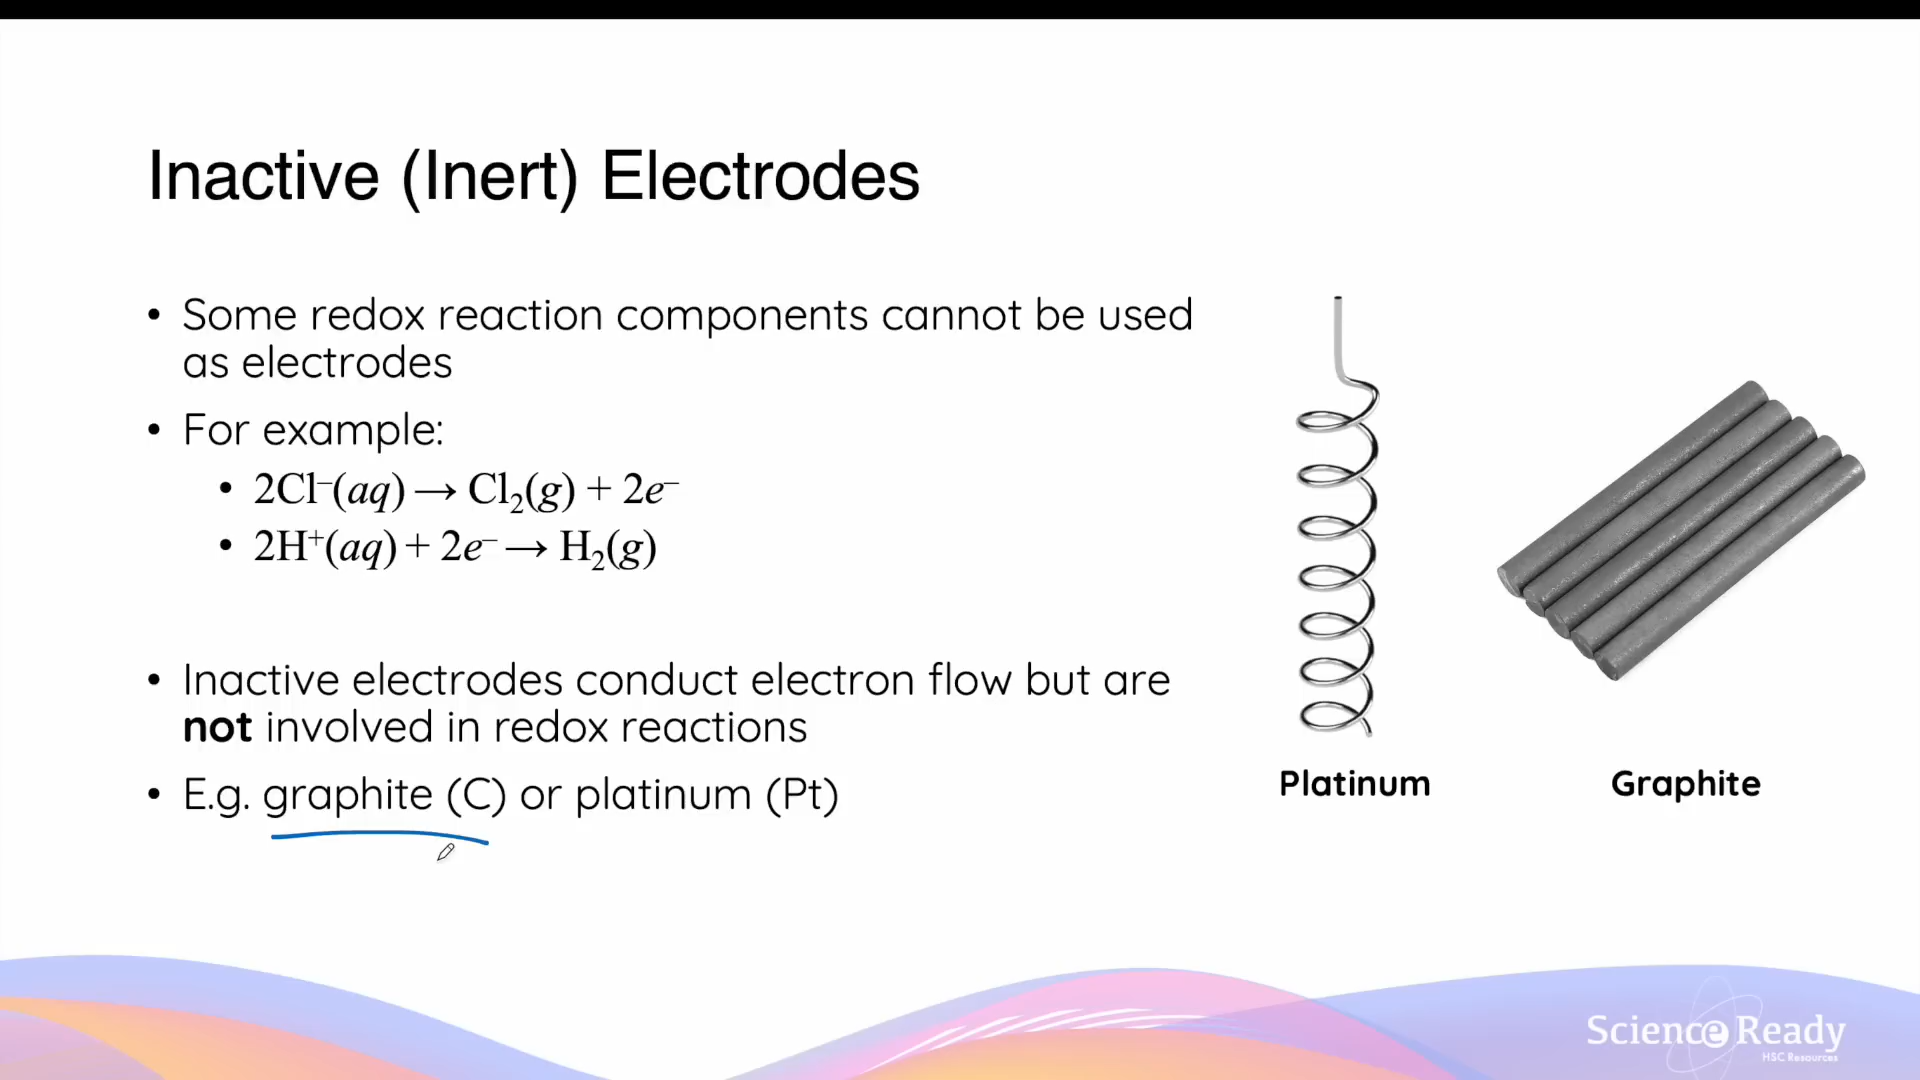 Inactive (Inert) Electrodes
• Some redox reaction components cannot be used
as electrodes
• For example:
• 2Cl⁻(aq) → Cl₂(g) + 2e⁻
• 2H⁺(aq) + 2e⁻ → H₂(g)
• Inactive electrodes conduct electron flow but are
not involved in redox reactions
• E.g. graphite (C) or platinum (Pt)
Platinum
Graphite
Science Ready
HSC Resources